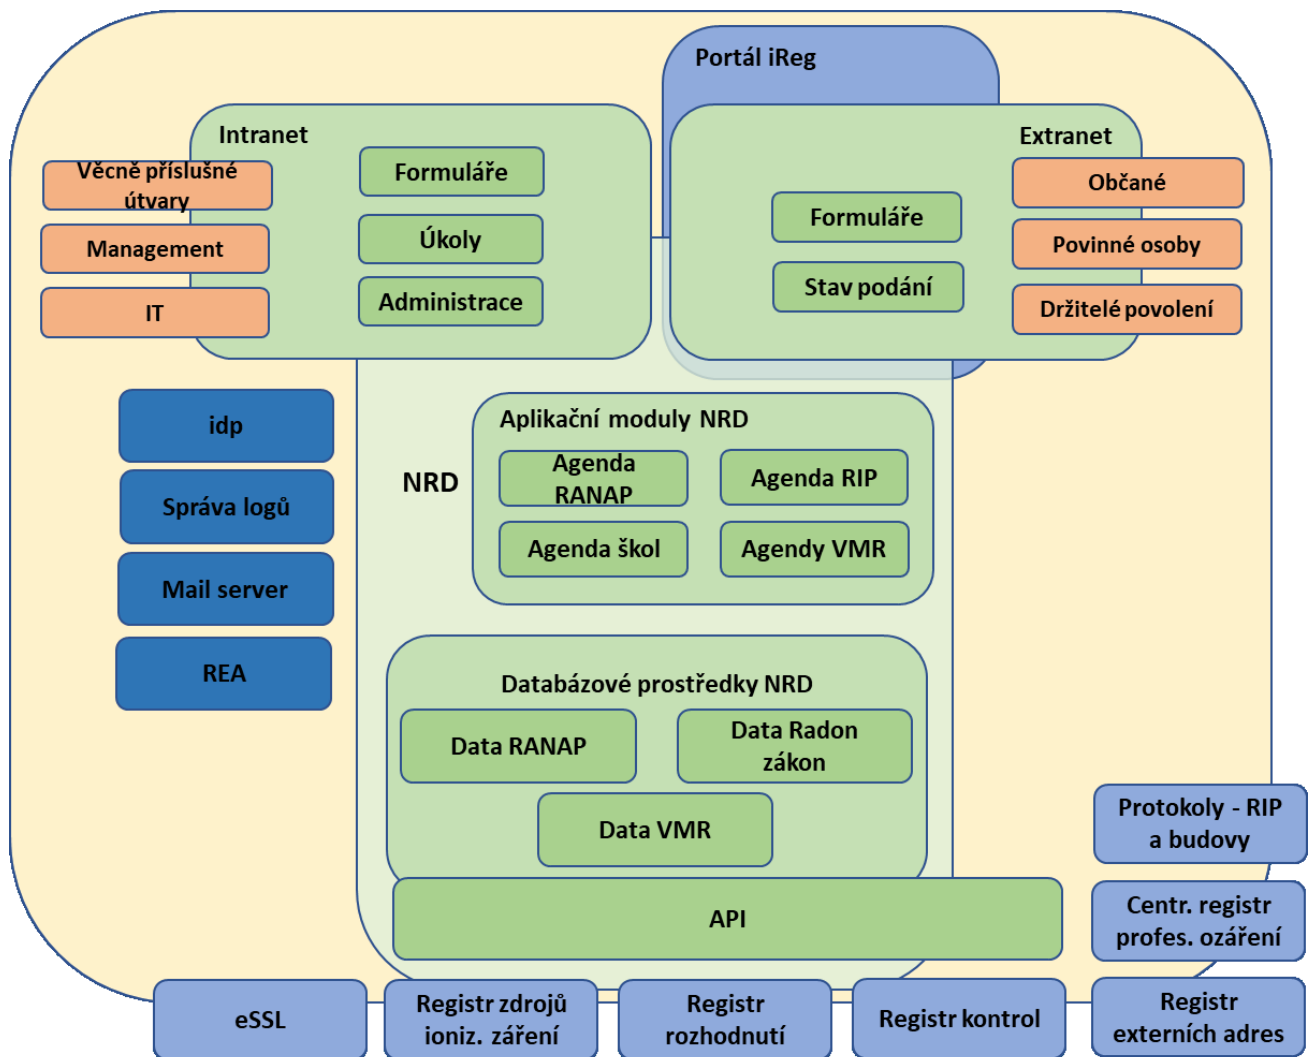 Portál iReg
Intranet
Extranet
Věcně příslušné
útvary
Management
IT
Formuláře
Úkoly
Administrace
Formuláře
Stav podání
Občané
Povinné osoby
Držitelé povolení
idp
Správa logů
Mail server
REA
NRD
Aplikační moduly NRD
Agenda
RANAP
Agenda RIP
Agenda škol
Agendy VMR
Databázové prostředky NRD
Data RANAP
Data Radon
zákon
Data VMR
API
Protokoly - RIP
a budovy
Centr. registr
profes. ozáření
eSSL
Registr zdrojů
ioniz. záření
Registr
rozhodnutí
Registr kontrol
Registr
externích adres